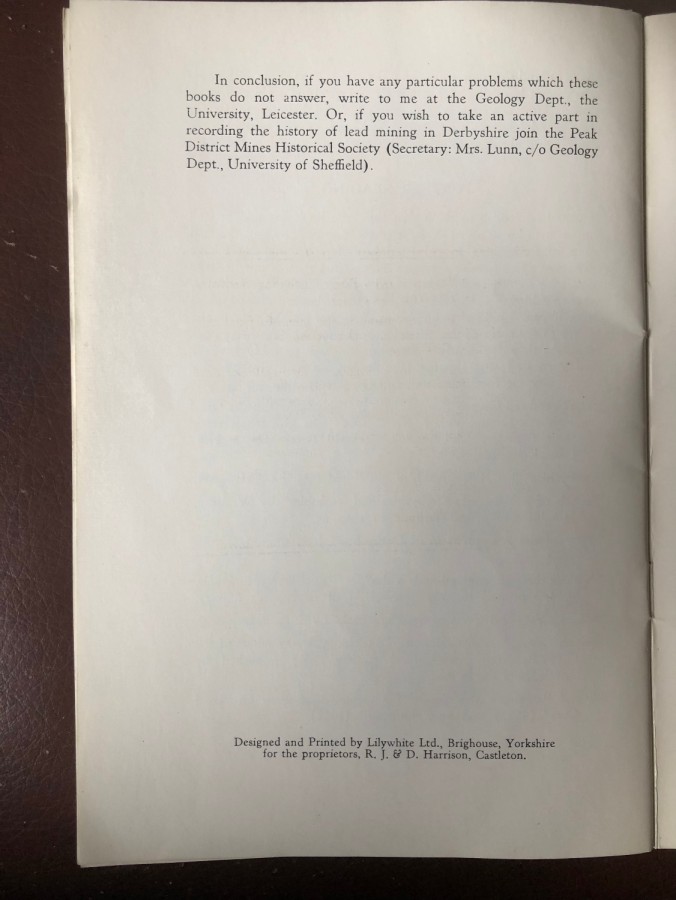 In conclusion, if you have any particular problems which these
books do not answer, write to me at the Geology Dept., the
University, Leicester. Or, if you wish to take an active part in
recording the history of lead mining in Derbyshire join the Peak
District Mines Historical Society (Secretary: Mrs. Lunn, c/o Geology
Dept., University of Sheffield).
Designed and Printed by Lilywhite Ltd., Brighouse, Yorkshire
for the proprietors, R. J. & D. Harrison, Castleton.